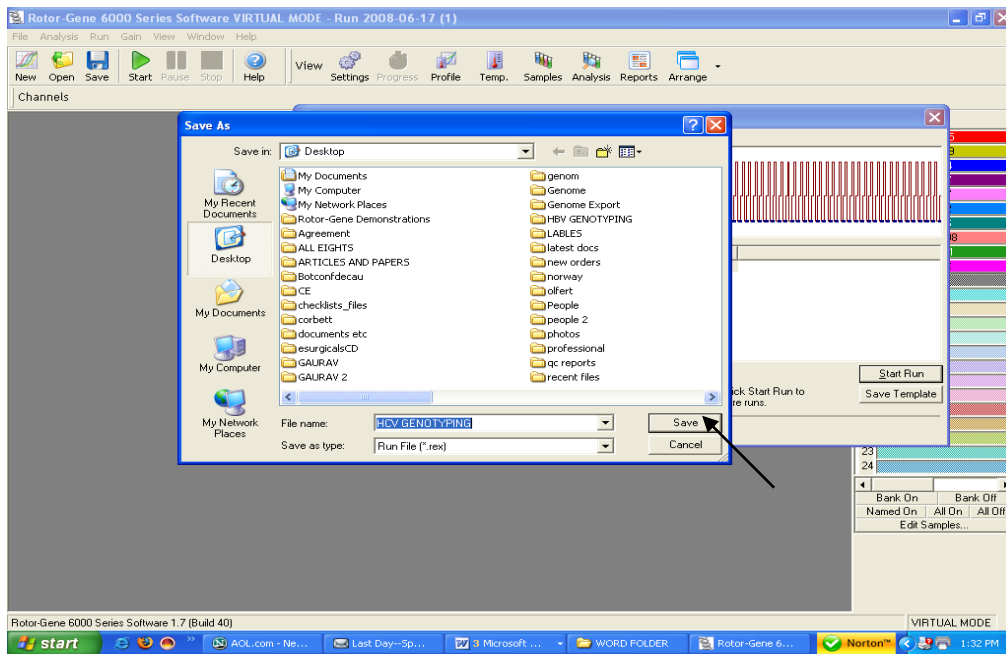 Rotor-Gene 6000 Series Software VIRTUAL MODE - Run 2008-06-17 (1)
File Analysis Run Gain View Window Help
New Open Save Start Pause Stop Help View Settings Progress Profile Temp. Samples Analysis Reports Arrange
Channels
Save As
Save in: Desktop
My Recent Documents
Desktop
My Documents
My Computer
My Network Places
My Documents
My Computer
My Network Places
Rotor-Gene Demonstrations
Agreement
ALL EIGHTS
ARTICLES AND PAPERS
Botconfdecau
CE
checklists_files
corbett
documents etc
esurgicalsCD
GAURAV
GAURAV 2
genom
Genome
Genome Export
HBV GENOTYPING
LABLES
latest docs
new orders
norway
olfert
People
people 2
photos
professional
qc reports
recent files
File name: HCV GENOTYPING
Save as type: Run File (*.rex)
Save
Cancel
Start Run
Save Template
ick Start Run to
re runs.
23
24
Bank On Bank Off
Named On All On All Off
Edit Samples...
Rotor-Gene 6000 Series Software 1.7 (Build 40)
VIRTUAL MODE
start
AOL.com - Ne...
Last Day--Sp...
3 Microsoft ...
WORD FOLDER
Rotor-Gene 6...
Norton™
1:32 PM